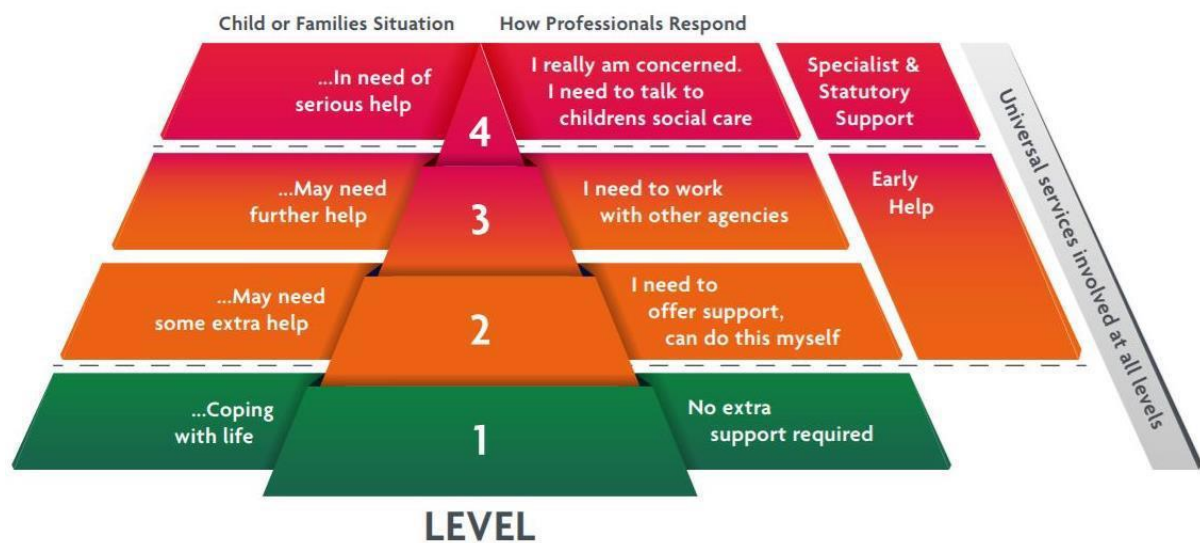 Child or Families Situation
How Professionals Respond
...In need of
serious help
4
I really am concerned.
I need to talk to
childrens social care
Specialist &
Statutory
Support
...May need
further help
3
I need to work
with other agencies
Early
Help
...May need
some extra help
2
I need to
offer support,
can do this myself
...Coping
with life
1
No extra
support required
Universal services involved at all levels
LEVEL